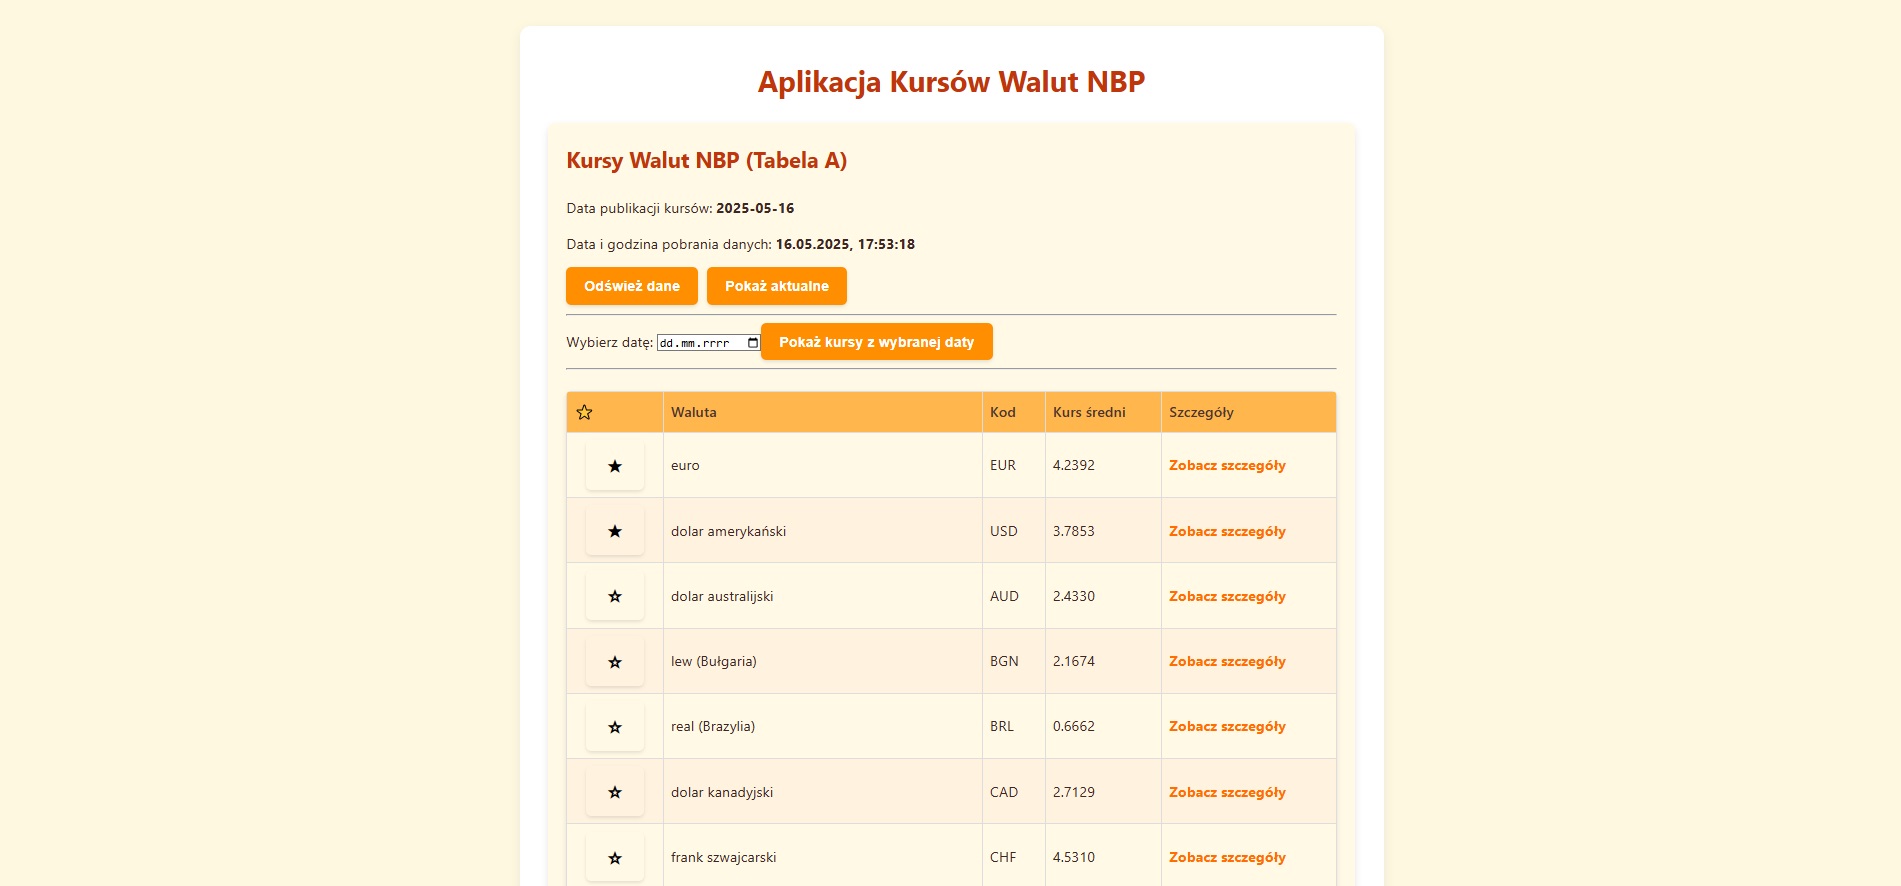 Aplikacja Kursów Walut NBP
Kursy Walut NBP (Tabela A)
Data publikacji kursów: 2025-05-16
Data i godzina pobrania danych: 16.05.2025, 17:53:18
Odśwież dane Pokaż aktualne
Wybierz datę: dd.mm.rrrr Pokaż kursy z wybranej daty
☆ Waluta Kod Kurs średni Szczegóły
★ euro EUR 4.2392 Zobacz szczegóły
★ dolar amerykański USD 3.7853 Zobacz szczegóły
☆ dolar australijski AUD 2.4330 Zobacz szczegóły
☆ lew (Bułgaria) BGN 2.1674 Zobacz szczegóły
☆ real (Brazylia) BRL 0.6662 Zobacz szczegóły
☆ dolar kanadyjski CAD 2.7129 Zobacz szczegóły
☆ frank szwajcarski CHF 4.5310 Zobacz szczegóły